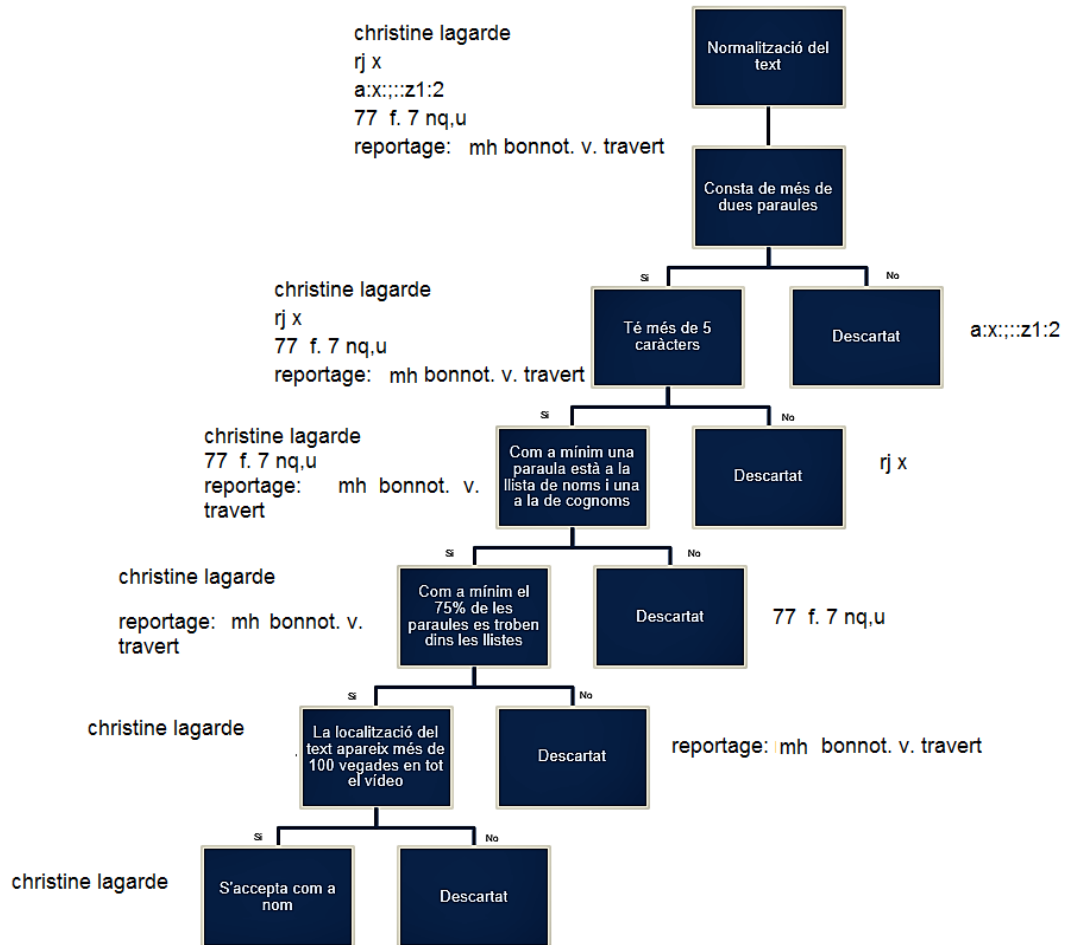 christine lagarde
rj x
a:x:;::z1:2
77 f. 7 nq,u
reportage: mh bonnot. v. travert
Normalització del
text
Consta de més de
dues paraules
Si
No
christine lagarde
rj x
77 f. 7 nq,u
reportage: mh bonnot. v. travert
Té més de 5
caràcters
Descartat
a:x:;::z1:2
Si
No
christine lagarde
77 f. 7 nq,u
reportage: mh bonnot. v.
travert
Com a mínim una
paraula està a la
llista de noms i una
a la de cognoms
Descartat
rj x
Si
No
christine lagarde
reportage: mh bonnot. v.
travert
Com a mínim el
75% de les
paraules es troben
dins les llistes
Descartat
77 f. 7 nq,u
Si
No
christine lagarde
La localització del
text apareix més de
100 vegades en tot
el vídeo
Descartat
reportage: mh bonnot. v. travert
Si
No
christine lagarde
S'accepta com a
nom
Descartat